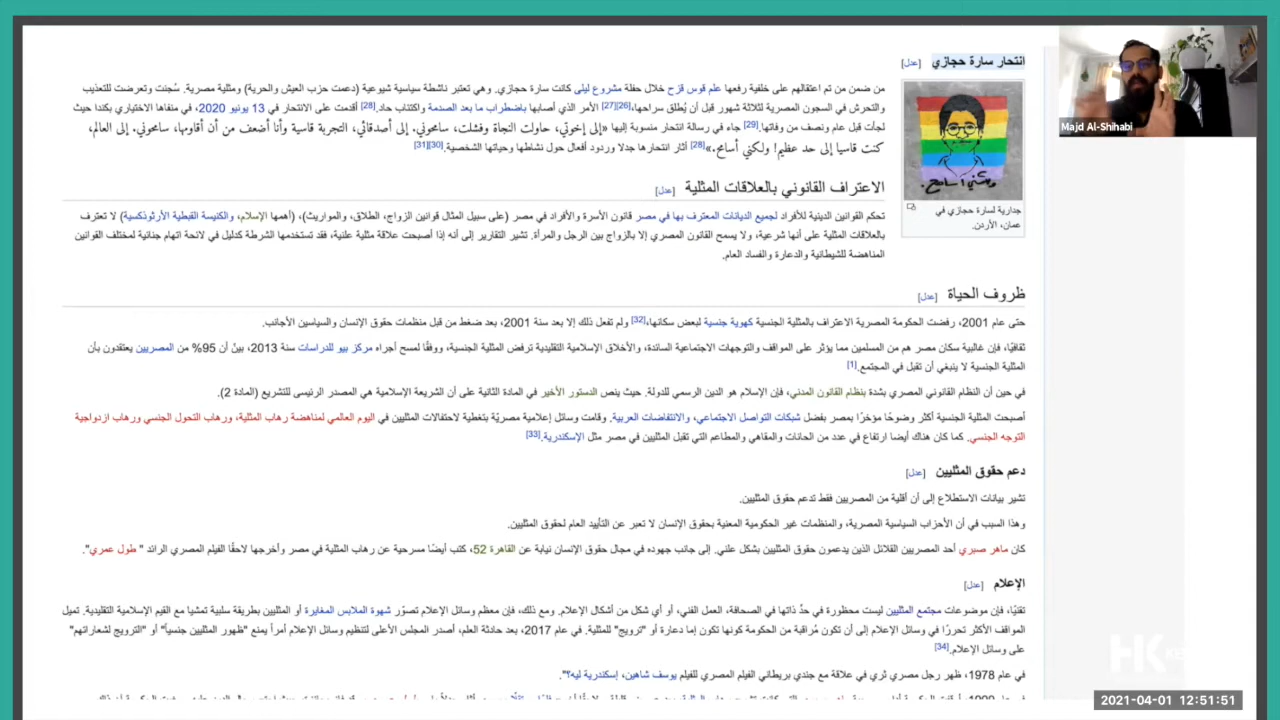 انتحار سارة حجازي [عدل]
من ضمن من تم اعتقالهم على خلفية رفعها علم قوس قزح خلال حفلة مشروع ليلى كانت سارة حجازي. وهي تعتبر ناشطة سياسية شيوعية (دعمت حزب العيش والحرية) ومثلية مصرية. سُجنت وتعرضت للتعذيب
والتحرش في السجون المصرية لثلاثة شهور قبل أن يُطلق سراحها،[26][27] الأمر الذي أصابها باضطراب ما بعد الصدمة واكتئاب حاد.[28] أقدمت على الانتحار في 13 يونيو 2020، في منفاها الاختياري بكندا حيث
لجأت قبل عام ونصف من وفاتها.[29] جاء في رسالة انتحار منسوبة إليها «إلى إخوتي، حاولت النجاة وفشلت، سامحوني. إلى أصدقائي، التجربة قاسية وأنا أضعف من أن أقاومها، سامحوني. إلى العالم،
كنت قاسيا إلى حد عظيم! ولكني أسامح.»[28] أثار انتحارها جدلا وردود أفعال حول نشاطها وحياتها الشخصية.[30][31]
جدارية لسارة حجازي في
عمان، الأردن.
الاعتراف القانوني بالعلاقات المثلية [عدل]
تحكم القوانين الدينية للأفراد لجميع الديانات المعترف بها في مصر قانون الأسرة والأفراد في مصر (على سبيل المثال قوانين الزواج، الطلاق، والمواريث)، (أهمها الإسلام، والكنيسة القبطية الأرثوذكسية) لا تعترف
بالعلاقات المثلية على أنها شرعية، ولا يسمح القانون المصري إلا بالزواج بين الرجل والمرأة. تشير التقارير إلى أنه إذا أصبحت علاقة مثلية علنية، فقد تستخدمها الشرطة كدليل في لائحة اتهام جنائية لمختلف القوانين
المناهضة للشيطانية والدعارة والفساد العام.
ظروف الحياة [عدل]
حتى عام 2001، رفضت الحكومة المصرية الاعتراف بالمثلية الجنسية كهوية جنسية لبعض سكانها،[32] ولم تفعل ذلك إلا بعد سنة 2001، بعد ضغط من قبل منظمات حقوق الإنسان والسياسين الأجانب.
ثقافيًا، فإن غالبية سكان مصر هم من المسلمين مما يؤثر على المواقف والتوجهات الاجتماعية السائدة، والأخلاق الإسلامية التقليدية ترفض المثلية الجنسية، ووفقًا لمسح أجراه مركز بيو للدراسات سنة 2013، بينّ أن 95% من المصريين يعتقدون بأن
المثلية الجنسية لا ينبغي أن تقبل في المجتمع.[1]
في حين أن النظام القانوني المصري بشدة بنظام القانون المدني، فإن الإسلام هو الدين الرسمي للدولة. حيث ينص الدستور الأخير في المادة الثانية على أن الشريعة الإسلامية هي المصدر الرئيسى للتشريع (المادة 2).
أصبحت المثلية الجنسية أكثر وضوحًا مؤخرًا بمصر بفضل شبكات التواصل الاجتماعي، والانتفاضات العربية. وقامت وسائل إعلامية مصريّة بتغطية لاحتفالات المثليين في اليوم العالمي لمناهضة رهاب المثلية، ورهاب التحول الجنسي ورهاب ازدواجية
التوجه الجنسي. كما كان هناك أيضا ارتفاع في عدد من الحانات والمقاهي والمطاعم التي تقبل المثليين في مصر مثل الإسكندرية.[33]
دعم حقوق المثليين [عدل]
تشير بيانات الاستطلاع إلى أن أقلية من المصريين فقط تدعم حقوق المثليين.
وهذا السبب في أن الأحزاب السياسية المصرية، والمنظمات غير الحكومية المعنية بحقوق الإنسان لا تعبر عن التأييد العام لحقوق المثليين.
كان ماهر صبري أحد المصريين القلائل الذين يدعمون حقوق المثليين بشكل علني. إلى جانب جهوده في مجال حقوق الإنسان نيابة عن القاهرة 52، كتب أيضًا مسرحية عن رهاب المثلية في مصر وأخرجها لاحقًا الفيلم المصري الرائد " طول عمري".
الإعلام [عدل]
تقنيًا، فإن موضوعات مجتمع المثليين ليست محظورة في حدِّ ذاتها في الصحافة، العمل الفني، أو أي شكل من أشكال الإعلام. ومع ذلك، فإن معظم وسائل الإعلام تصوّر شهوة الملابس المغايرة أو المثليين بطريقة سلبية تمشيا مع القيم الإسلامية التقليدية. تميل
المواقف الأكثر تحررًا في وسائل الإعلام إلى أن تكون مُراقبة من الحكومة كونها تكون إما دعارة أو "ترويج" للمثلية. في عام 2017، بعد حادثة العلم، أصدر المجلس الأعلى لتنظيم وسائل الإعلام أمراً يمنع "ظهور المثليين جنسياً" أو "الترويج لشعاراتهم"
على وسائل الإعلام.[34]
في عام 1978، ظهر رجل مصري ثري في علاقة مع جندي بريطاني الفيلم المصري للفيلم يوسف شاهين، إسكندرية ليه؟".
Majd Al-Shihabi
HK
2021-04-01 12:51:51